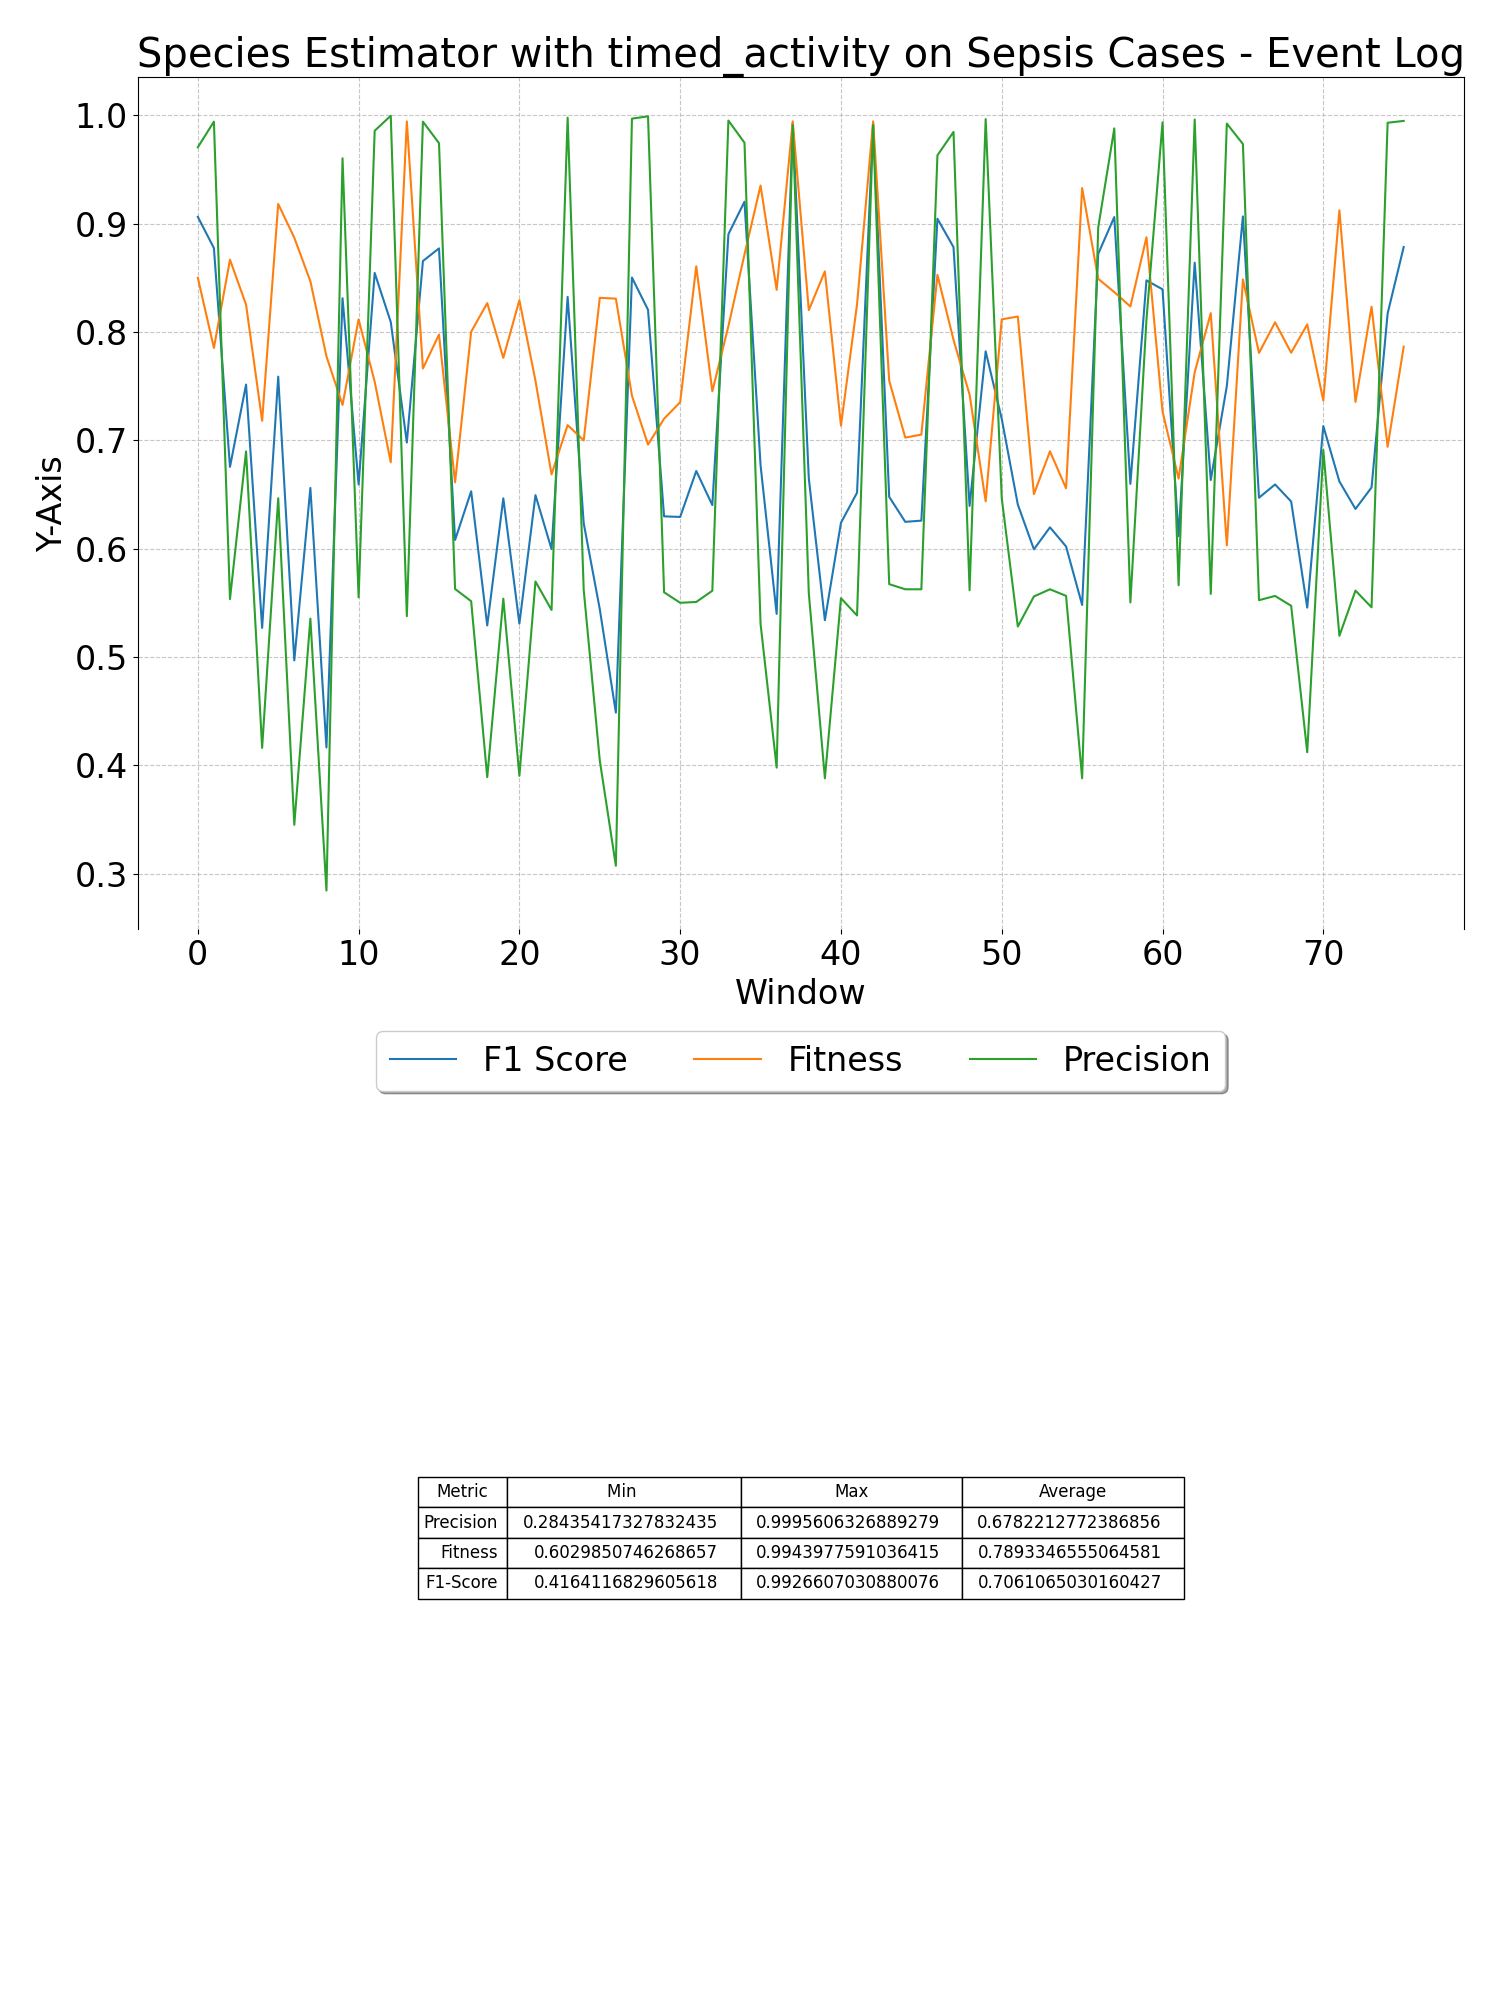 Species Estimator with timed_activity on Sepsis Cases - Event Log
1.0
0.9
0.8
0.7
0.6
0.5
0.4
0.3
Y-Axis
0 10 20 30 40 50 60 70
Window
F1 Score Fitness Precision
Metric Min Max Average
Precision 0.28435417327832435 0.9995606326889279 0.6782212772386856
Fitness 0.6029850746268657 0.9943977591036415 0.7893346555064581
F1-Score 0.4164116829605618 0.9926607030880076 0.7061065030160427